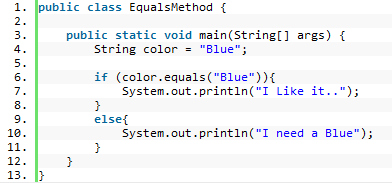 1. public class EqualsMethod {
2.
3.     public static void main(String[] args) {
4.         String color = "Blue";
5.
6.         if (color.equals("Blue")){
7.             System.out.println("I Like it..");
8.         }
9.         else{
10.             System.out.println("I need a Blue");
11.         }
12.     }
13. }